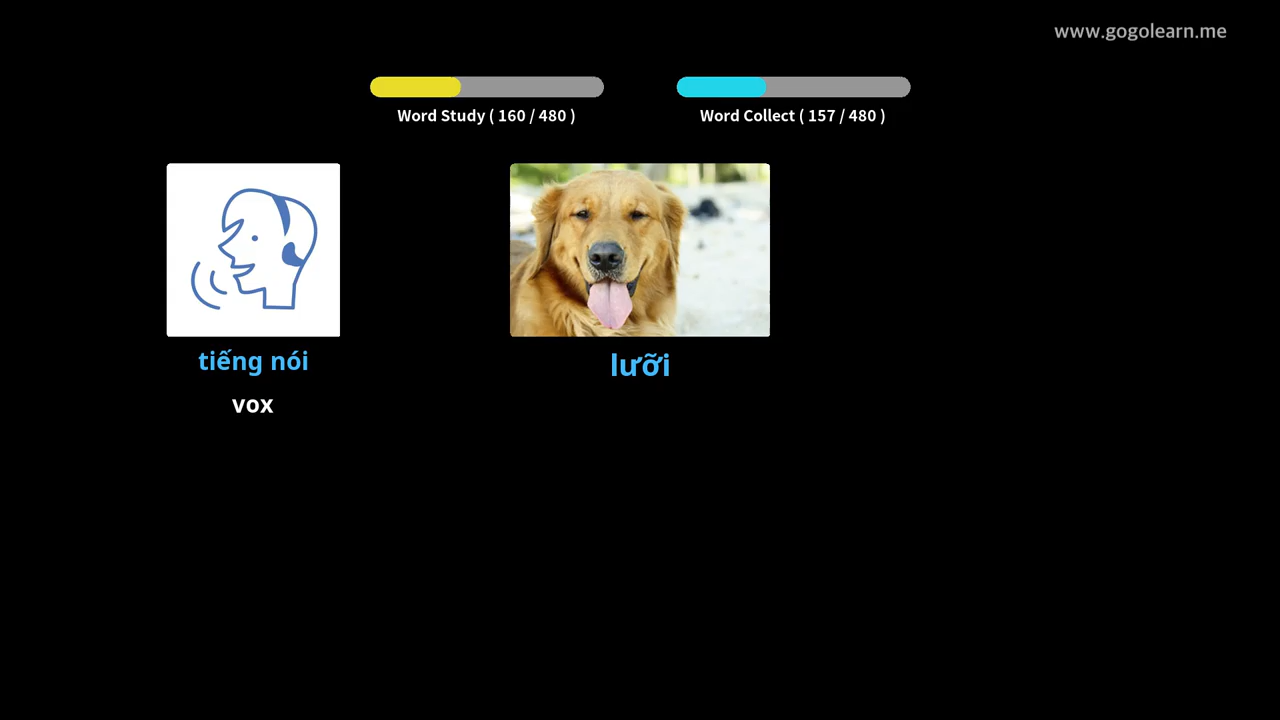 www.gogolearn.me
Word Study ( 160 / 480 )
Word Collect ( 157 / 480 )
tiếng nói
vox
lưỡi